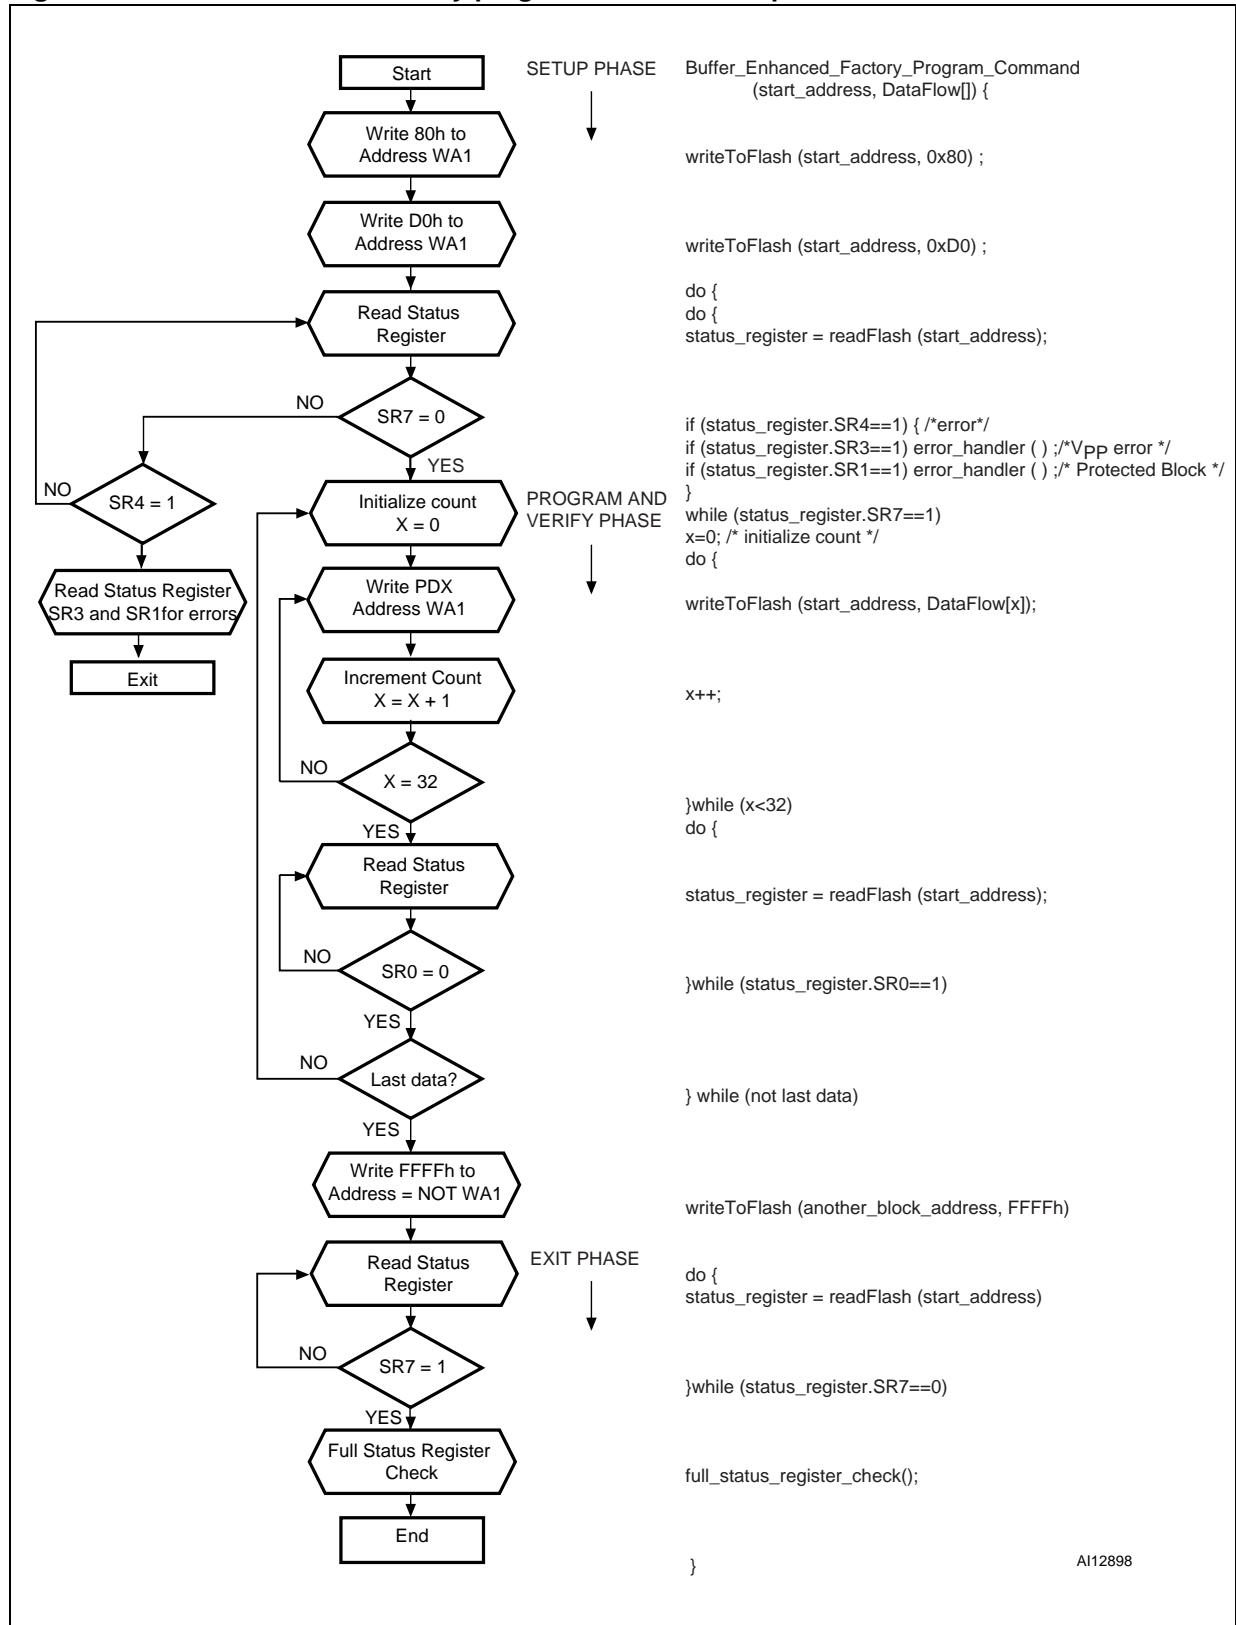 Start
SETUP PHASE
Buffer_Enhanced_Factory_Program_Command
(start_address, DataFlow[]) {
Write 80h to
Address WA1
writeToFlash (start_address, 0x80) ;
Write D0h to
Address WA1
writeToFlash (start_address, 0xD0) ;
do {
do {
Read Status
Register
status_register = readFlash (start_address);
NO
SR7 = 0
YES
if (status_register.SR4==1) { /*error*/
if (status_register.SR3==1) error_handler ( ) ;/*VPP error */
if (status_register.SR1==1) error_handler ( ) ;/* Protected Block */
}
NO
SR4 = 1
Initialize count
X = 0
PROGRAM AND
VERIFY PHASE
while (status_register.SR7==1)
x=0; /* initialize count */
do {
Read Status Register
SR3 and SR1for errors
Exit
Write PDX
Address WA1
writeToFlash (start_address, DataFlow[x]);
Increment Count
X = X + 1
x++;
NO
X = 32
YES
}while (x<32)
do {
Read Status
Register
status_register = readFlash (start_address);
NO
SR0 = 0
YES
}while (status_register.SR0==1)
NO
Last data?
YES
} while (not last data)
Write FFFFh to
Address = NOT WA1
writeToFlash (another_block_address, FFFFh)
Read Status
Register
EXIT PHASE
do {
status_register = readFlash (start_address)
NO
SR7 = 1
YES
}while (status_register.SR7==0)
Full Status Register
Check
full_status_register_check();
End
}
AI12898